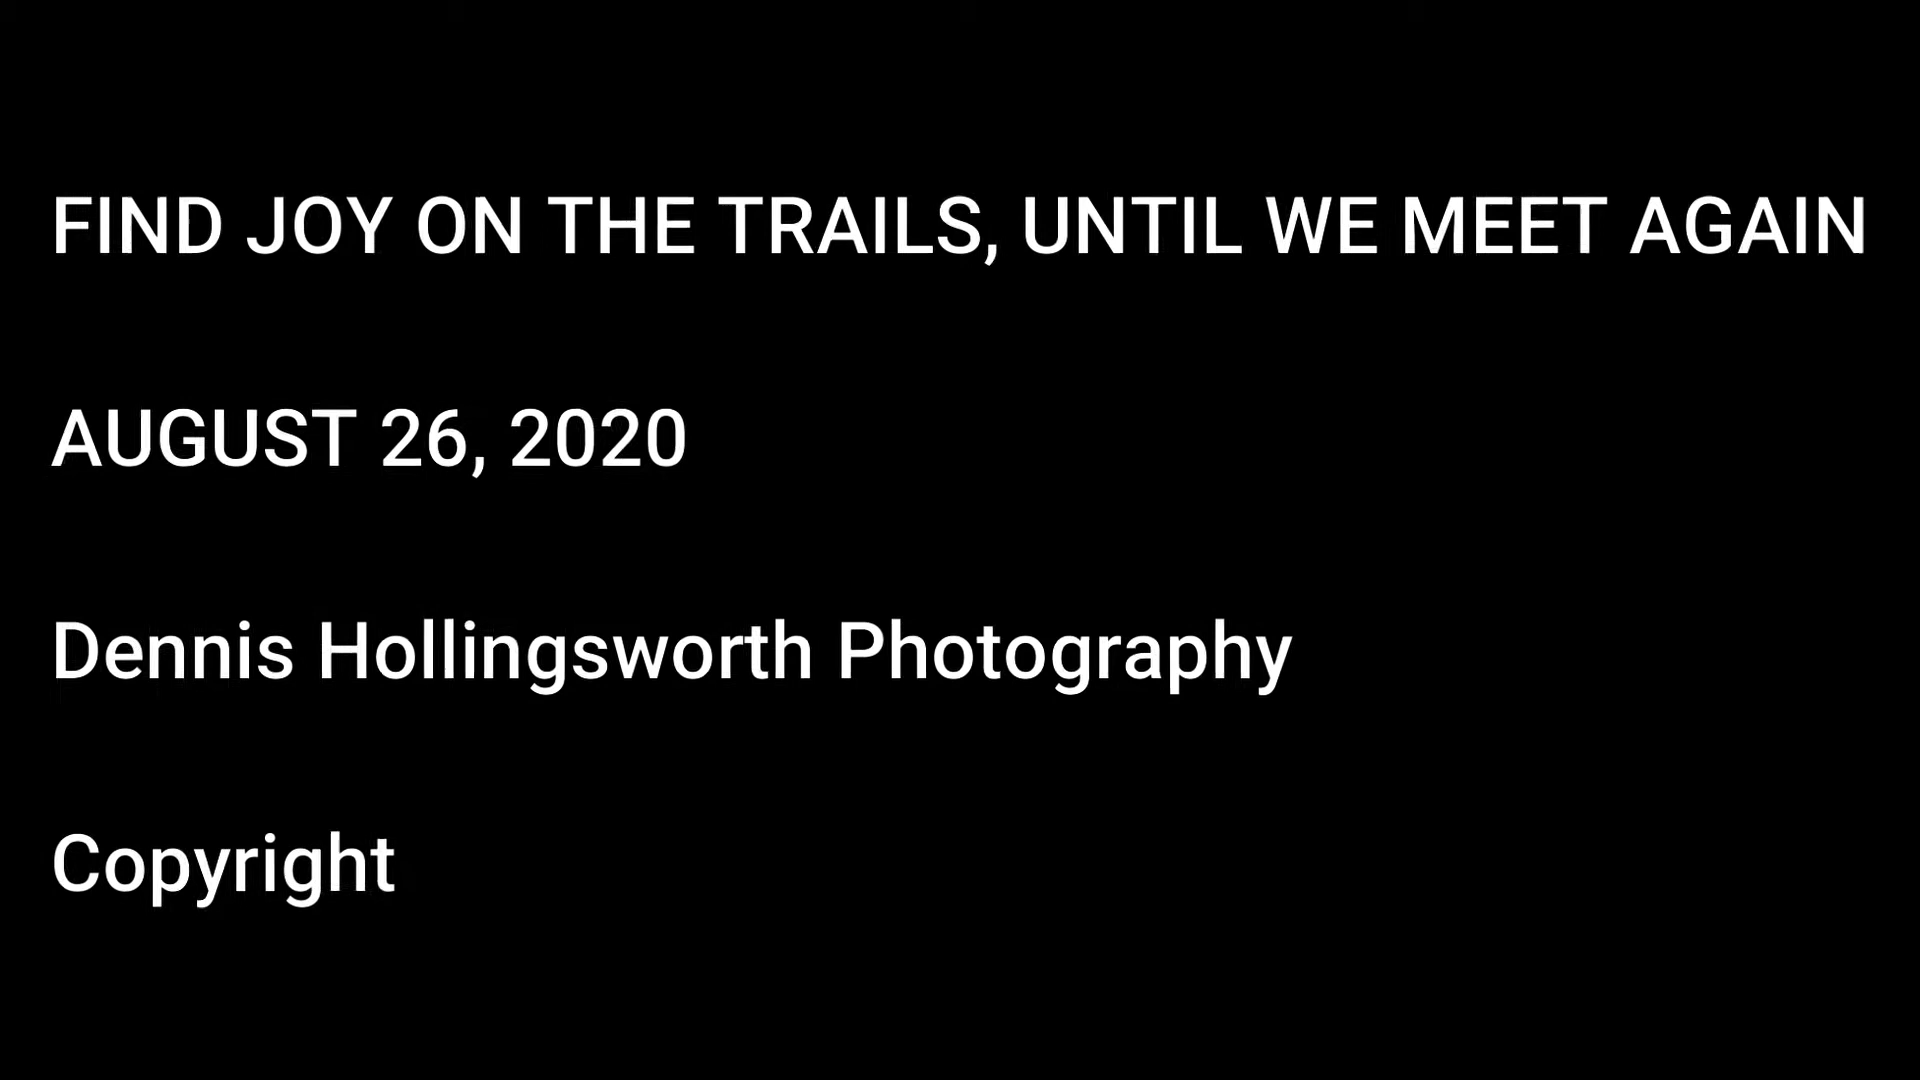 FIND JOY ON THE TRAILS, UNTIL WE MEET AGAIN
AUGUST 26, 2020
Dennis Hollingsworth Photography
Copyright